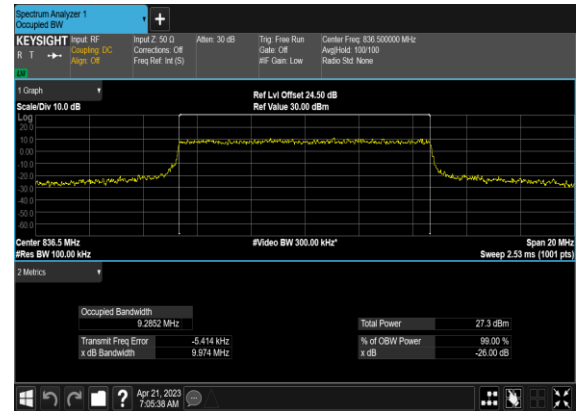 Spectrum Analyzer 1
Occupied BW
KEYSIGHT
R T
LXI
Input: RF
Coupling: DC
Align: Off
Input Z: 50 Ω
Corrections: Off
Freq Ref: Int (S)
Atten: 30 dB
Trig: Free Run
Gate: Off
#IF Gain: Low
Center Freq: 836.500000 MHz
Avg|Hold: 100/100
Radio Std: None
1 Graph
Scale/Div 10.0 dB
Ref Lvl Offset 24.50 dB
Ref Value 30.00 dBm
Log
20.0
10.0
0.00
-10.0
-20.0
-30.0
-40.0
-50.0
-60.0
Center 836.5 MHz
#Res BW 100.00 kHz
#Video BW 300.00 kHz*
Span 20 MHz
Sweep 2.53 ms (1001 pts)
2 Metrics
Occupied Bandwidth
9.2852 MHz
Transmit Freq Error -5.414 kHz
x dB Bandwidth 9.974 MHz
Total Power 27.3 dBm
% of OBW Power 99.00 %
x dB -26.00 dB
?
Apr 21, 2023
7:05:38 AM